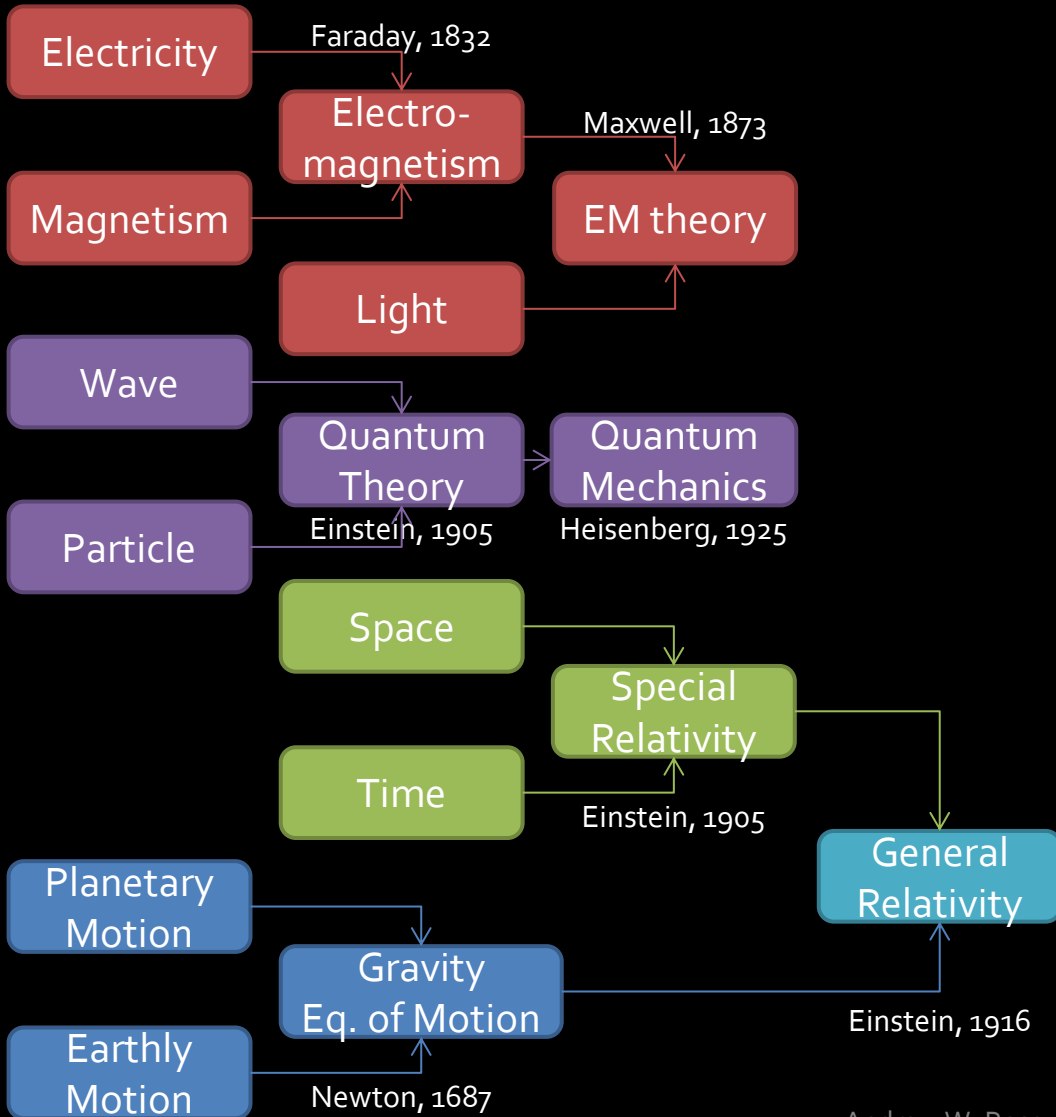 Electricity
Faraday, 1832
Electro-
magnetism
Maxwell, 1873
Magnetism
EM theory
Light
Wave
Quantum
Theory
Quantum
Mechanics
Einstein, 1905
Heisenberg, 1925
Particle
Space
Special
Relativity
Time
Einstein, 1905
General
Relativity
Planetary
Motion
Gravity
Eq. of Motion
Einstein, 1916
Earthly
Motion
Newton, 1687